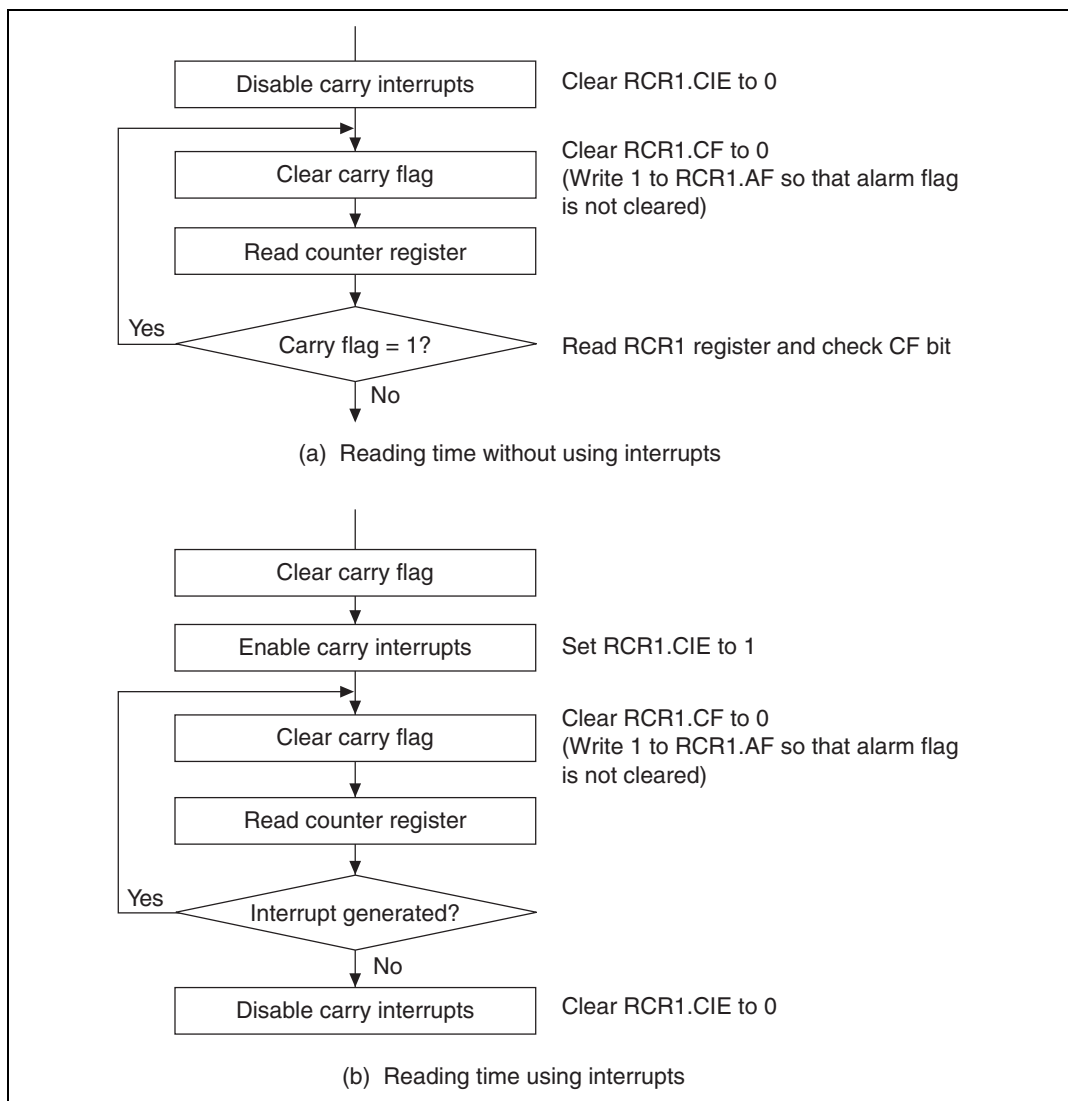 Disable carry interrupts
Clear RCR1.CIE to 0
Clear carry flag
Clear RCR1.CF to 0
(Write 1 to RCR1.AF so that alarm flag
is not cleared)
Read counter register
Yes
Carry flag = 1?
Read RCR1 register and check CF bit
No
(a) Reading time without using interrupts
Clear carry flag
Enable carry interrupts
Set RCR1.CIE to 1
Clear carry flag
Clear RCR1.CF to 0
(Write 1 to RCR1.AF so that alarm flag
is not cleared)
Read counter register
Yes
Interrupt generated?
No
Disable carry interrupts
Clear RCR1.CIE to 0
(b) Reading time using interrupts